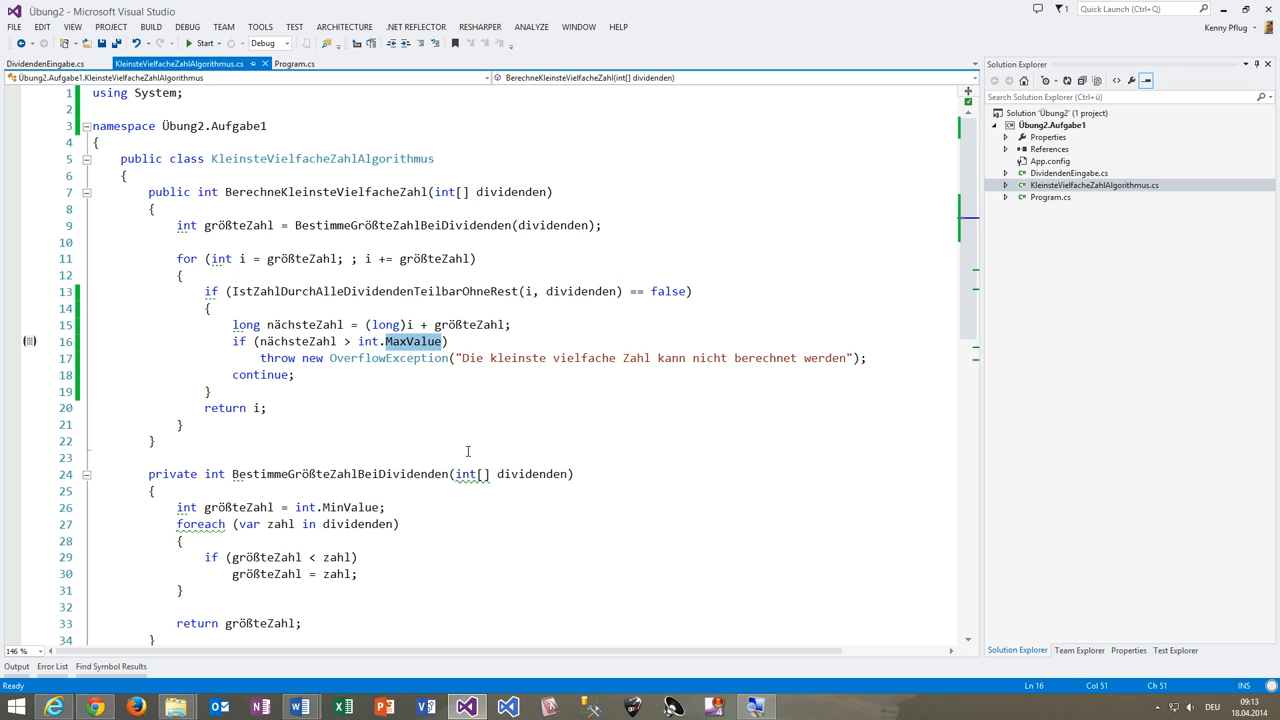 Übung2 - Microsoft Visual Studio
Quick Launch (Ctrl+Q)
FILE EDIT VIEW PROJECT BUILD DEBUG TEAM TOOLS TEST ARCHITECTURE .NET REFLECTOR RESHARPER ANALYZE WINDOW HELP
Kenny Pflug
Start Debug
DividendenEingabe.cs KleinsteVielfacheZahlAlgorithmus.cs Program.cs
Übung2.Aufgabe1.KleinsteVielfacheZahlAlgorithmus BerechneKleinsteVielfacheZahl(int[] dividenden)
1 using System;
2
3 namespace Übung2.Aufgabe1
4 {
5 public class KleinsteVielfacheZahlAlgorithmus
6 {
7 public int BerechneKleinsteVielfacheZahl(int[] dividenden)
8 {
9 int größteZahl = BestimmeGrößteZahlBeiDividenden(dividenden);
10
11 for (int i = größteZahl; ; i += größteZahl)
12 {
13 if (IstZahlDurchAlleDividendenTeilbarOhneRest(i, dividenden) == false)
14 {
15 long nächsteZahl = (long)i + größteZahl;
16 if (nächsteZahl > int.MaxValue)
17 throw new OverflowException("Die kleinste vielfache Zahl kann nicht berechnet werden");
18 continue;
19 }
20 return i;
21 }
22 }
23
24 private int BestimmeGrößteZahlBeiDividenden(int[] dividenden)
25 {
26 int größteZahl = int.MinValue;
27 foreach (var zahl in dividenden)
28 {
29 if (größteZahl < zahl)
30 größteZahl = zahl;
31 }
32
33 return größteZahl;
34 }
146 %
Solution Explorer
Search Solution Explorer (Ctrl+ü)
Solution 'Übung2' (1 project)
Übung2.Aufgabe1
Properties
References
App.config
DividendenEingabe.cs
KleinsteVielfacheZahlAlgorithmus.cs
Program.cs
Solution Explorer Team Explorer Properties Test Explorer
Output Error List Find Symbol Results
Ready Ln 16 Col 51 Ch 51 INS
DEU 09:13
18.04.2014